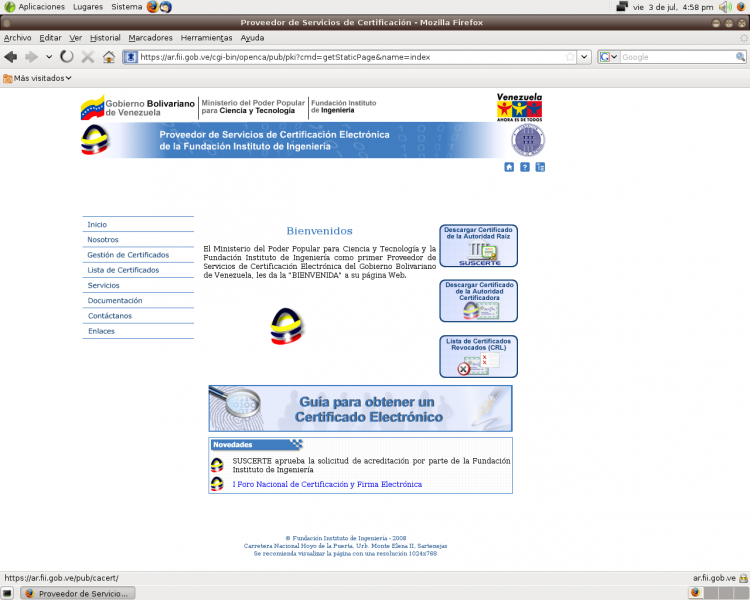 Aplicaciones Lugares Sistema vie 3 de jul, 4:58 pm
Proveedor de Servicios de Certificación - Mozilla Firefox
Archivo Editar Ver Historial Marcadores Herramientas Ayuda
https://ar.fii.gob.ve/cgi-bin/openca/pub/pki?cmd=getStaticPage&name=index
Google
Más visitados
Gobierno Bolivariano
de Venezuela
Ministerio del Poder Popular
para Ciencia y Tecnología
Fundación Instituto
de Ingeniería
Venezuela
AHORA ES DE TODOS
Proveedor de Servicios de Certificación Electrónica
de la Fundación Instituto de Ingeniería
Inicio
Nosotros
Gestión de Certificados
Lista de Certificados
Servicios
Documentación
Contáctanos
Enlaces
Bienvenidos
El Ministerio del Poder Popular para Ciencia y Tecnología y la
Fundación Instituto de Ingeniería como primer Proveedor de
Servicios de Certificación Electrónica del Gobierno Bolivariano
de Venezuela, les da la "BIENVENIDA" a su página Web.
Descargar Certificado
de la Autoridad Raíz
SUSCERTE
Descargar Certificado
de la Autoridad
Certificadora
Lista de Certificados
Revocados (CRL)
Guía para obtener un
Certificado Electrónico
Novedades
SUSCERTE aprueba la solicitud de acreditación por parte de la Fundación
Instituto de Ingeniería
I Foro Nacional de Certificación y Firma Electrónica
© Fundación Instituto de Ingeniería - 2008
Carretera Nacional Hoyo de la Puerta, Urb. Monte Elena II, Sartenejas
Se recomienda visualizar la página con una resolución 1024x768
https://ar.fii.gob.ve/pub/cacert/ ar.fii.gob.ve
Proveedor de Servicio...